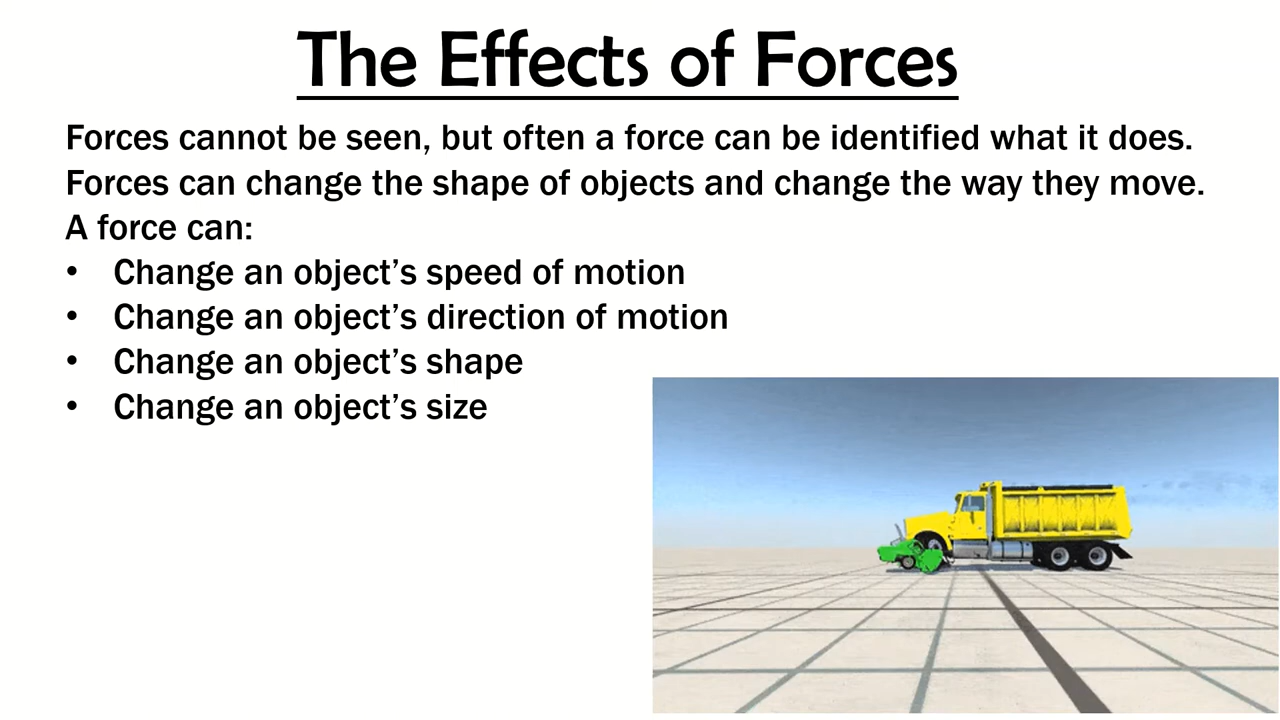 The Effects of Forces
Forces cannot be seen, but often a force can be identified what it does.
Forces can change the shape of objects and change the way they move.
A force can:
• Change an object’s speed of motion
• Change an object’s direction of motion
• Change an object’s shape
• Change an object’s size